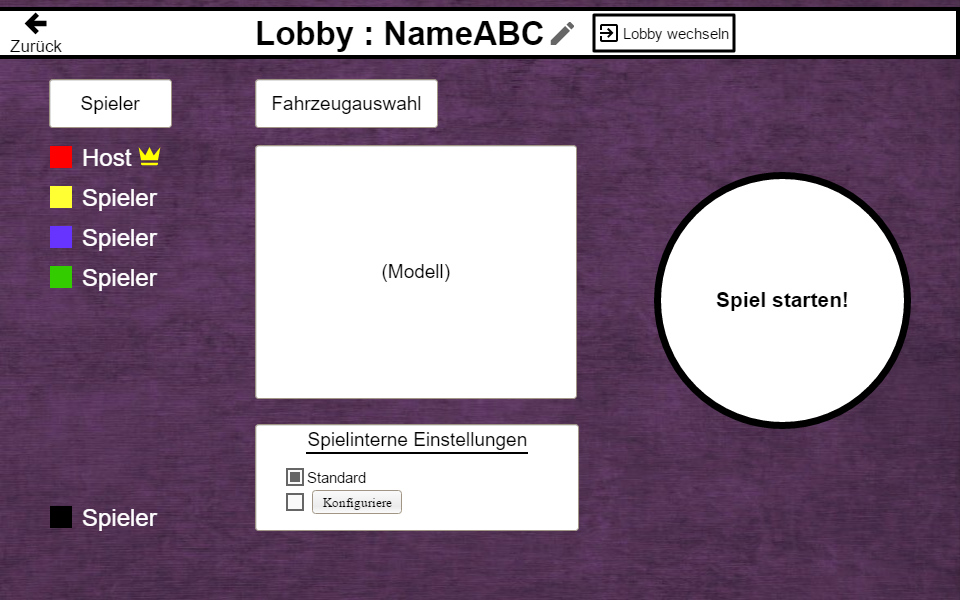 Zurück
Lobby : NameABC
Lobby wechseln
Spieler
Fahrzeugauswahl
Host
Spieler
Spieler
Spieler
(Modell)
Spiel starten!
Spielinterne Einstellungen
Standard
Konfiguriere
Spieler